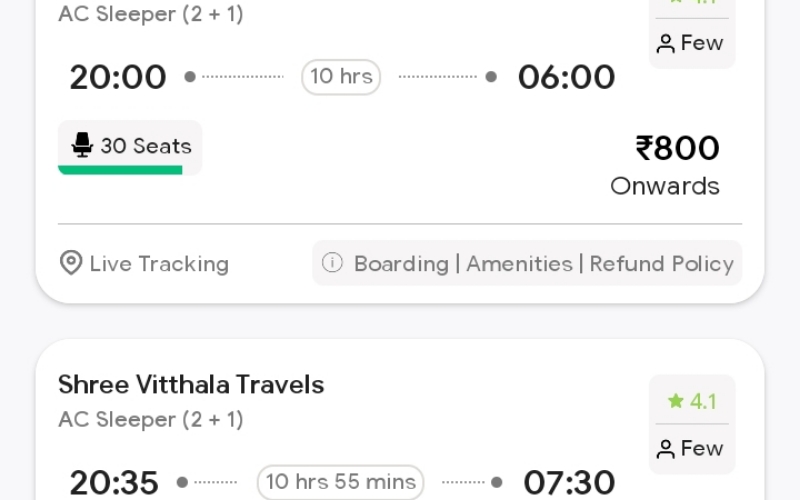 AC Sleeper (2 + 1)
Few
20:00 10 hrs 06:00
30 Seats
₹800
Onwards
Live Tracking
Boarding | Amenities | Refund Policy
Shree Vitthala Travels
AC Sleeper (2 + 1)
4.1
Few
20:35 10 hrs 55 mins 07:30